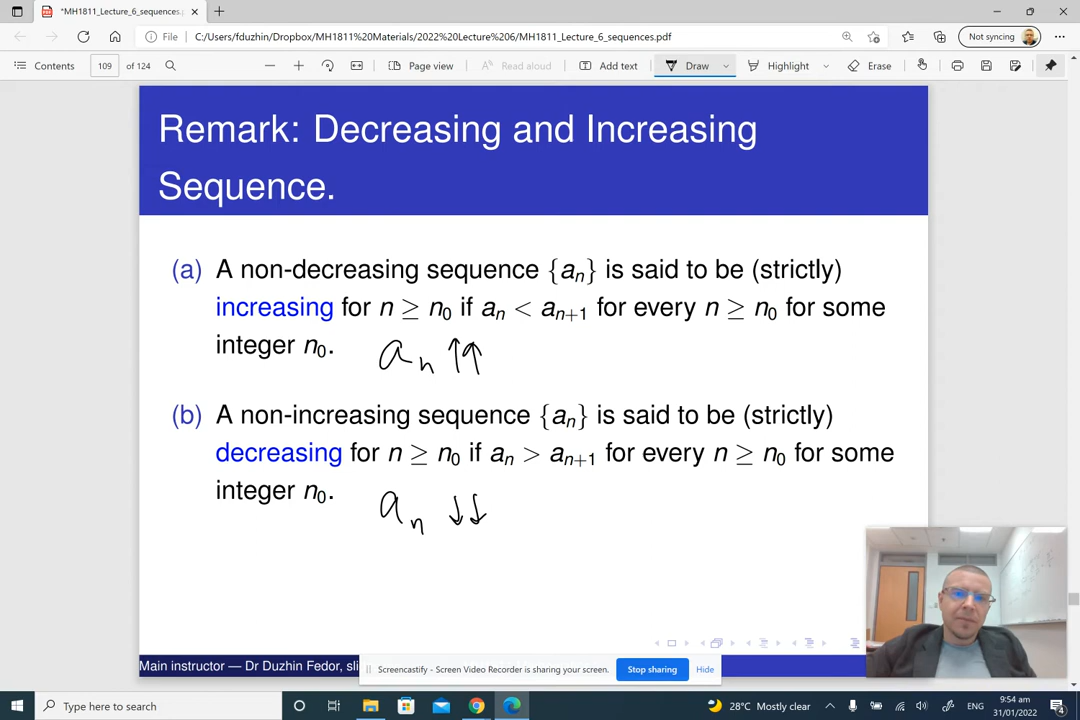 *MH1811_Lecture_6_sequences.p
File
C:/Users/fduzhin/Dropbox/MH1811%20Materials/2022%20Lecture%206/MH1811_Lecture_6_sequences.pdf
Not syncing
Contents
109 of 124
Page view
Read aloud
Add text
Draw
Highlight
Erase
Remark: Decreasing and Increasing
Sequence.
(a) A non-decreasing sequence {aₙ} is said to be (strictly)
increasing for n ≥ n₀ if aₙ < aₙ₊₁ for every n ≥ n₀ for some
integer n₀. aₙ ↑↑
(b) A non-increasing sequence {aₙ} is said to be (strictly)
decreasing for n ≥ n₀ if aₙ > aₙ₊₁ for every n ≥ n₀ for some
integer n₀.
aₙ ↓↓
Main instructor — Dr Duzhin Fedor, sli
Screencastify - Screen Video Recorder is sharing your screen.
Stop sharing
Hide
Type here to search
28°C Mostly clear
ENG
9:54 am
31/01/2022
4